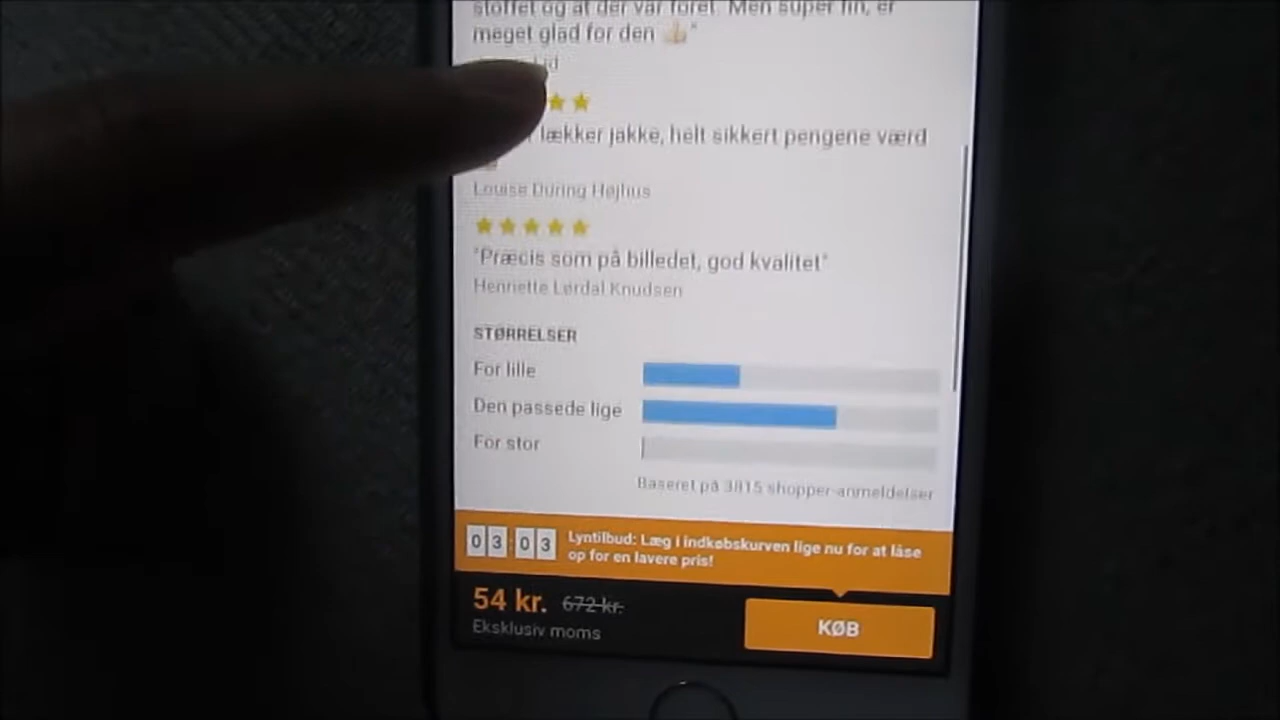 stoffet og at der var foret. Men super fin, er
meget glad for den 👍"
lækker jakke, helt sikkert pengene værd
Louise During Højhus
"Præcis som på billedet, god kvalitet"
Henriette Lørdal Knudsen
STØRRELSER
For lille
Den passede lige
For stor
Baseret på 3815 shopper-anmeldelser
03:03
Lyntilbud: Læg i indkøbskurven lige nu for at låse
op for en lavere pris!
54 kr. 672 kr.
Eksklusiv moms
KØB